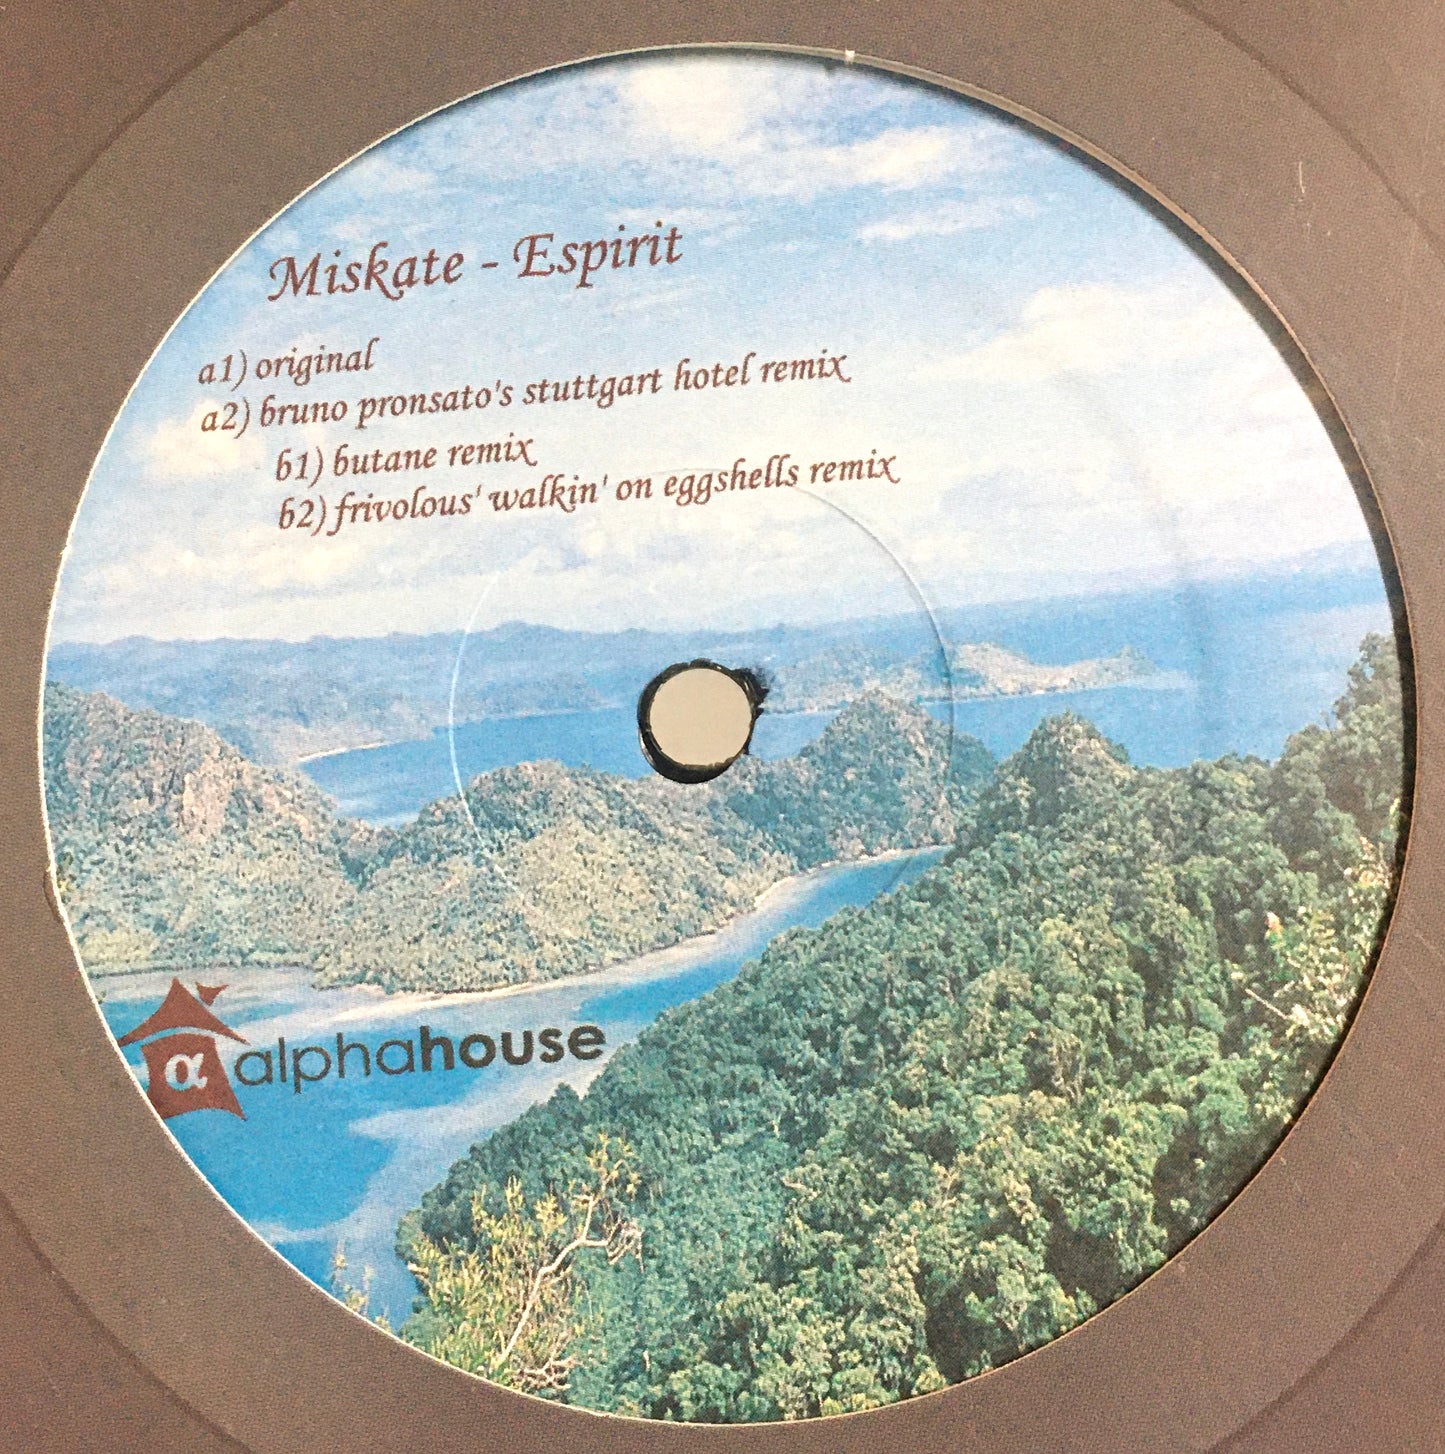 Miskate - Espirit
a1) original
a2) bruno pronsato's stuttgart hotel remix
b1) butane remix
b2) frivolous' walkin' on eggshells remix
α alphahouse